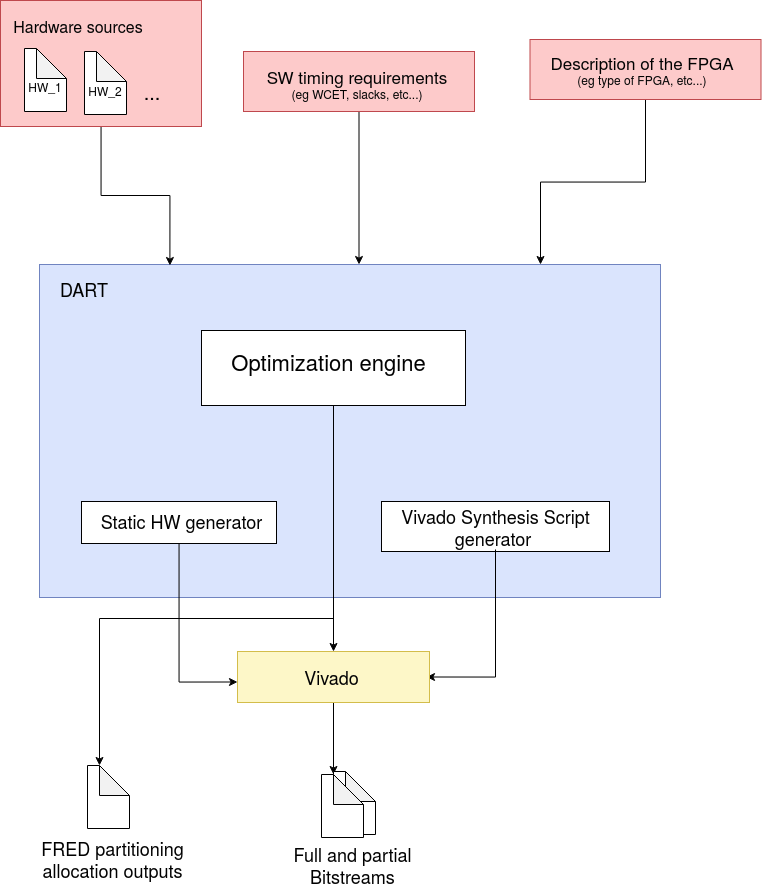 Hardware sources
HW_1
HW_2
...
SW timing requirements
(eg WCET, slacks, etc...)
Description of the FPGA
(eg type of FPGA, etc...)
DART
Optimization engine
Static HW generator
Vivado Synthesis Script
generator
Vivado
FRED partitioning
allocation outputs
Full and partial
Bitstreams